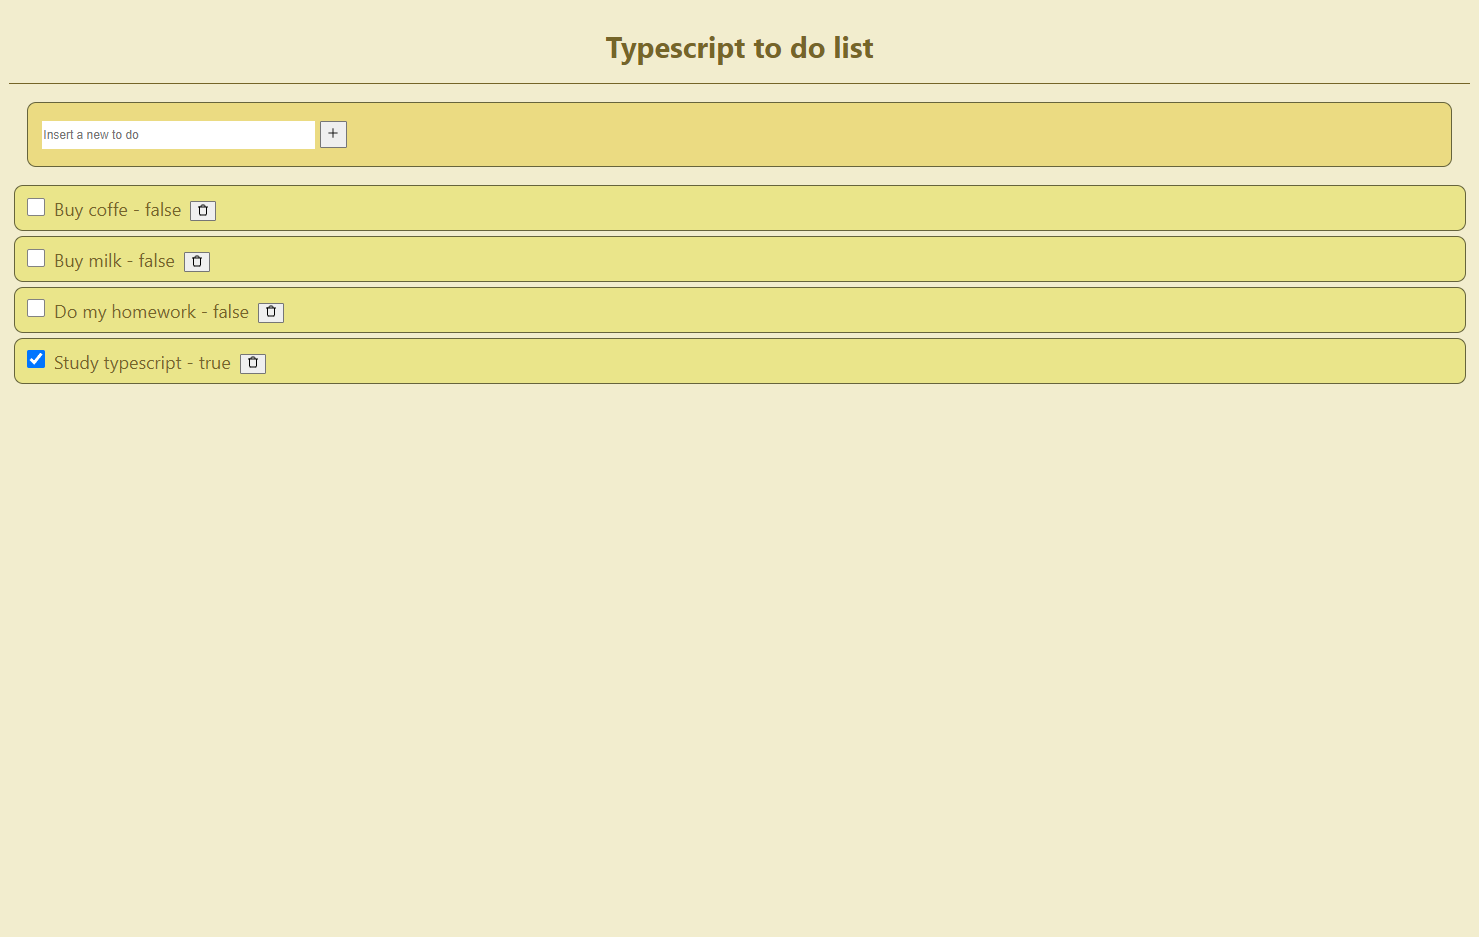 Typescript to do list
Insert a new to do
+
Buy coffe - false
Buy milk - false
Do my homework - false
Study typescript - true